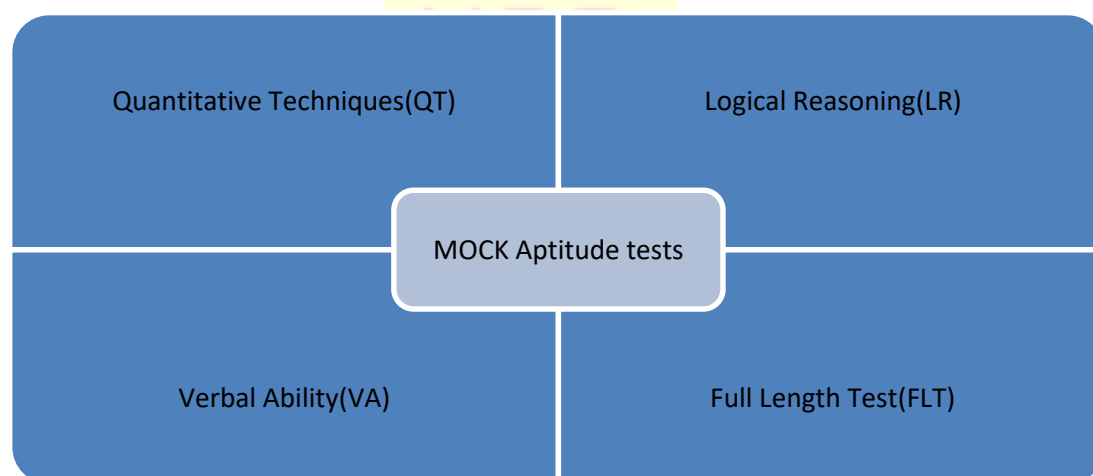 Quantitative Techniques(QT)
Logical Reasoning(LR)
MOCK Aptitude tests
Verbal Ability(VA)
Full Length Test(FLT)